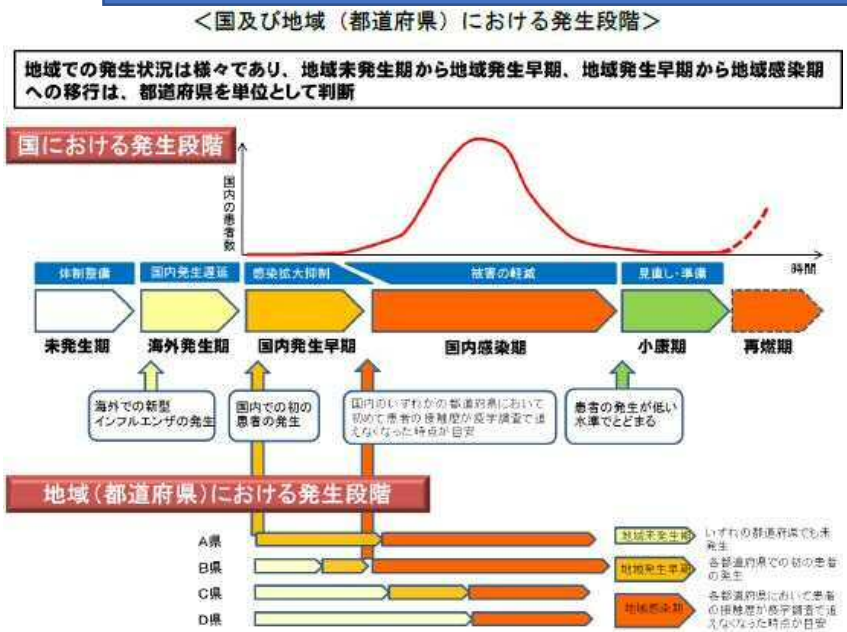 ＜国及び地域（都道府県）における発生段階＞
地域での発生状況は様々であり、地域未発生期から地域発生早期、地域発生早期から地域感染期
への移行は、都道府県を単位として判断
国における発生段階
国内の患者数
時間
体制整備
国内発生遅延
感染拡大抑制
被害の軽減
見直し・準備
未発生期
海外発生期
国内発生早期
国内感染期
小康期
再燃期
海外での新型
インフルエンザの発生
国内での初の
患者の発生
国内のいずれかの都道府県において
初めて患者の接触歴が疫学調査で追
えなくなった時点が目安
患者の発生が低い
水準でとどまる
地域（都道府県）における発生段階
A県
B県
C県
D県
地域未発生期
いずれの都道府県でも未
発生
地域発生早期
各都道府県での初の患者
の発生
地域感染期
各都道府県において患者
の接触歴が疫学調査で追
えなくなった時点が目安